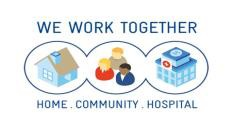 WE WORK TOGETHER
HOME . COMMUNITY . HOSPITAL